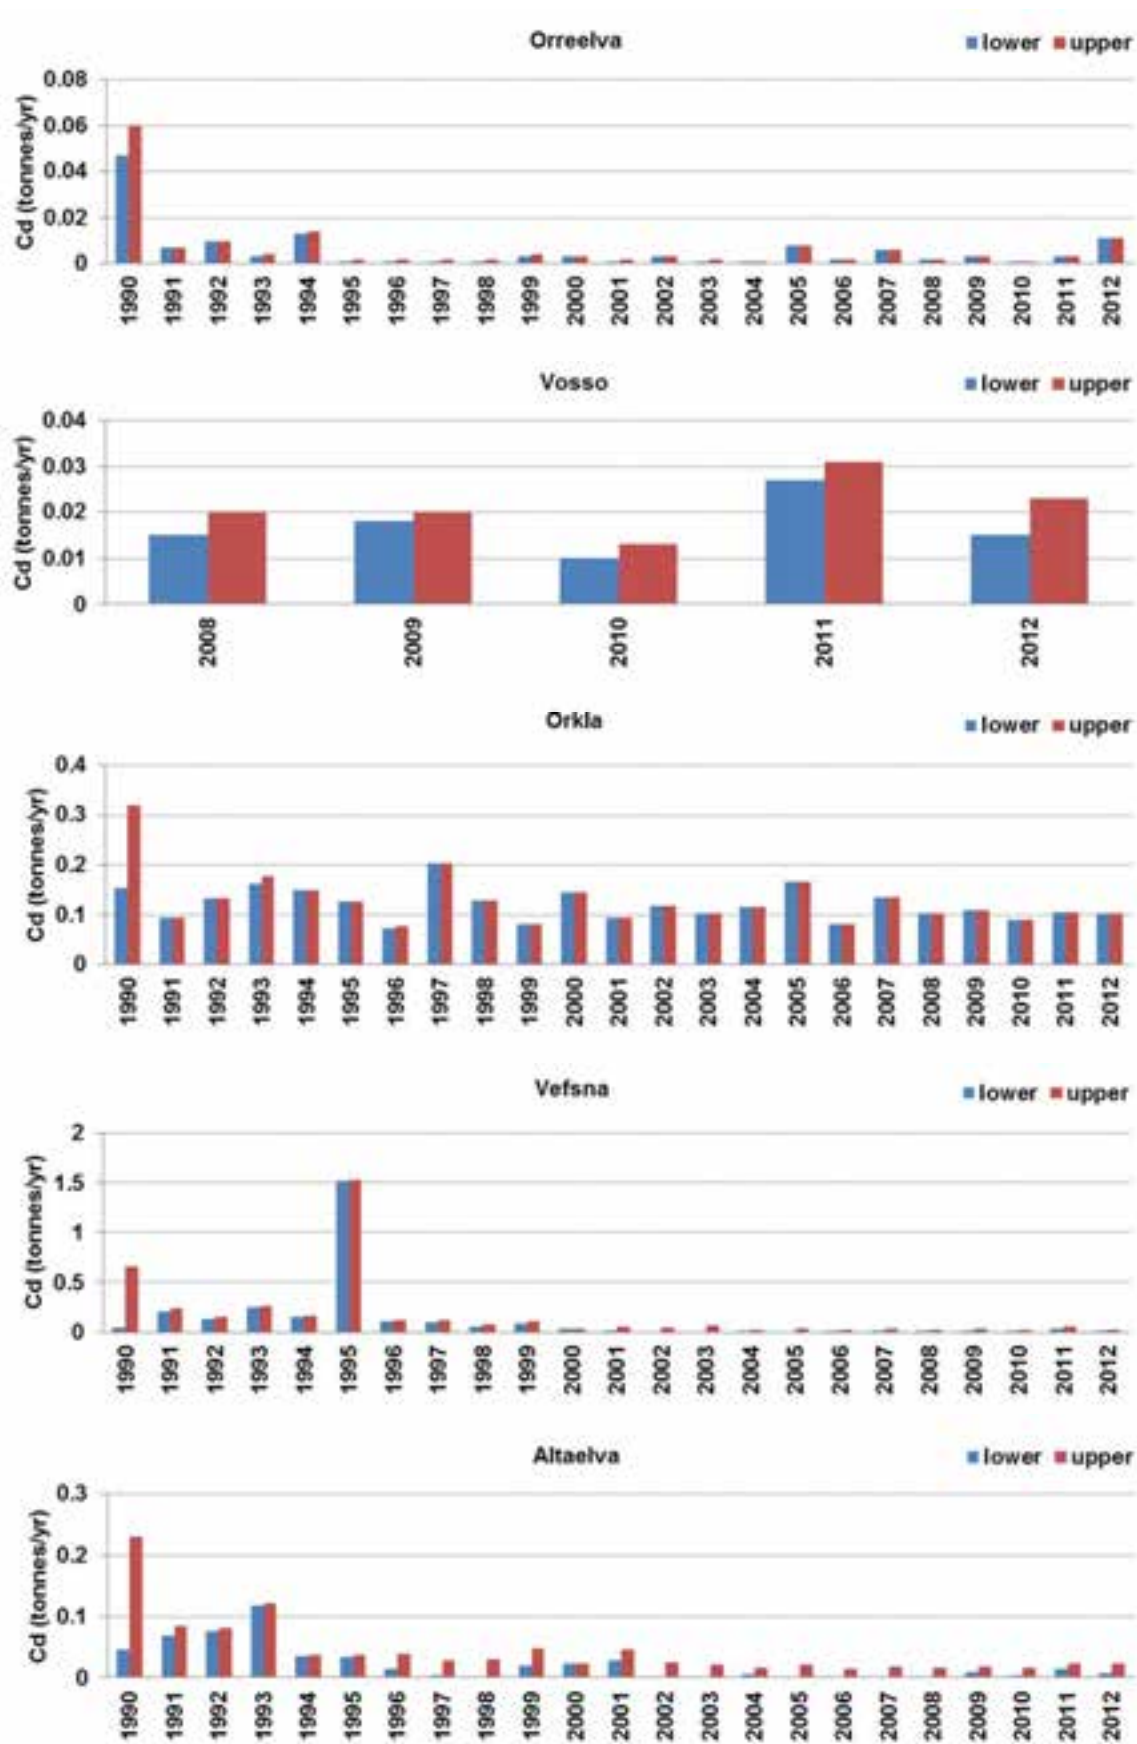 Orreelva
lower upper
Cd (tonnes/yr)
0.08
0.06
0.04
0.02
0
1990 1991 1992 1993 1994 1995 1996 1997 1998 1999 2000 2001 2002 2003 2004 2005 2006 2007 2008 2009 2010 2011 2012
Vosso
lower upper
Cd (tonnes/yr)
0.04
0.03
0.02
0.01
0
2008 2009 2010 2011 2012
Orkla
lower upper
Cd (tonnes/yr)
0.4
0.3
0.2
0.1
0
1990 1991 1992 1993 1994 1995 1996 1997 1998 1999 2000 2001 2002 2003 2004 2005 2006 2007 2008 2009 2010 2011 2012
Vefsna
lower upper
Cd (tonnes/yr)
2
1.5
1
0.5
0
1990 1991 1992 1993 1994 1995 1996 1997 1998 1999 2000 2001 2002 2003 2004 2005 2006 2007 2008 2009 2010 2011 2012
Altaelva
lower upper
Cd (tonnes/yr)
0.3
0.2
0.1
0
1990 1991 1992 1993 1994 1995 1996 1997 1998 1999 2000 2001 2002 2003 2004 2005 2006 2007 2008 2009 2010 2011 2012